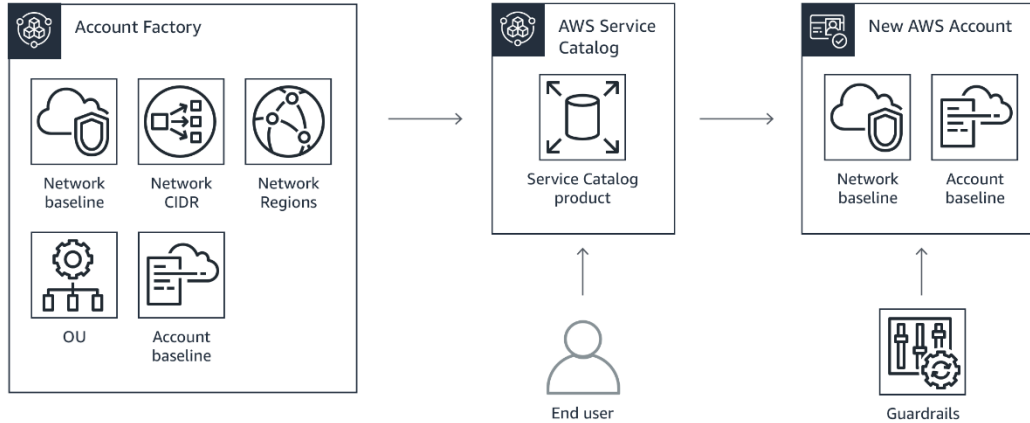 Account Factory
Network
baseline
Network
CIDR
Network
Regions
OU
Account
baseline
AWS Service
Catalog
Service Catalog
product
End user
New AWS Account
Network
baseline
Account
baseline
Guardrails